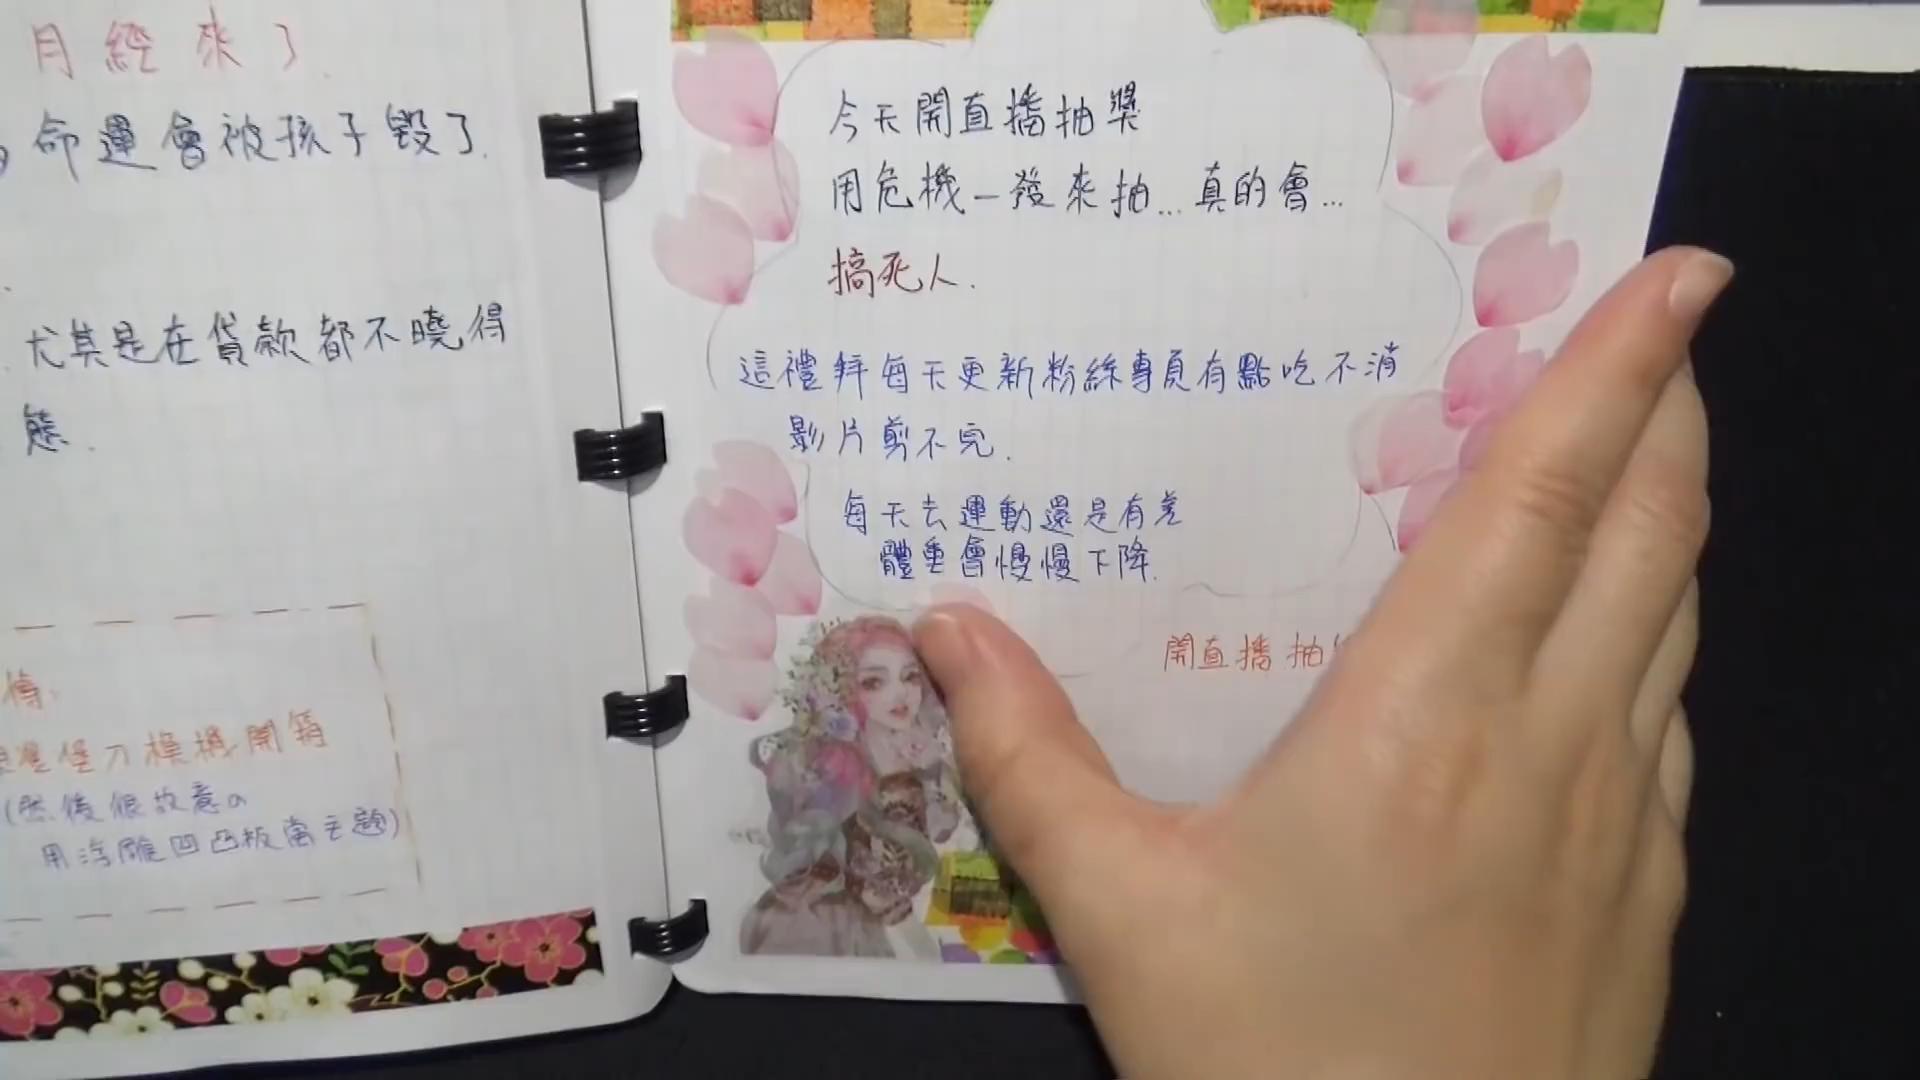 月經來了.
命運會被孩子毀了.
尤其是在貸款都不曉得
態.
開箱
(然後很故意の
用浮雕凹凸板當主題)
今天開直播抽獎
用危機一發來抽...真的會...
搞死人.
這禮拜每天更新粉絲專頁有點吃不消
影片剪不完.
每天去運動還是有差
體重會慢慢下降.
開直播抽